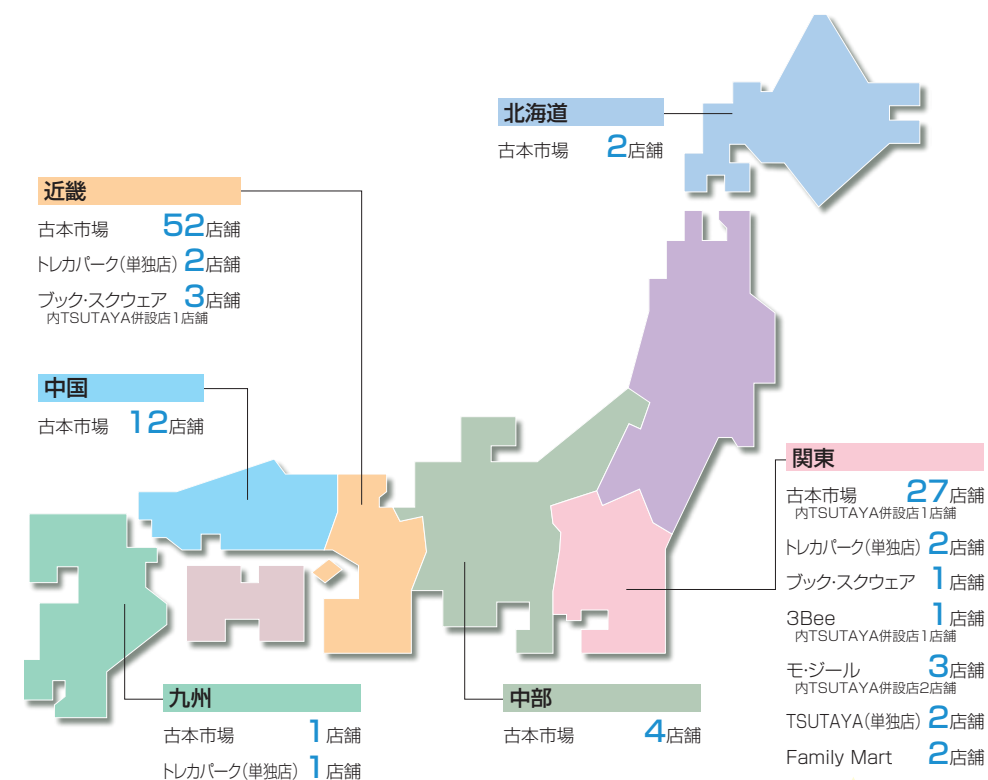 北海道
古本市場 2店舗
近畿
古本市場 52店舗
トレカパーク(単独店) 2店舗
ブック・スクウェア 3店舗
内TSUTAYA併設店1店舗
中国
古本市場 12店舗
関東
古本市場 27店舗
内TSUTAYA併設店1店舗
トレカパーク(単独店) 2店舗
ブック・スクウェア 1店舗
3Bee 1店舗
内TSUTAYA併設店1店舗
モ・ジール 3店舗
内TSUTAYA併設店2店舗
TSUTAYA(単独店) 2店舗
Family Mart 2店舗
九州
古本市場 1店舗
トレカパーク(単独店) 1店舗
中部
古本市場 4店舗